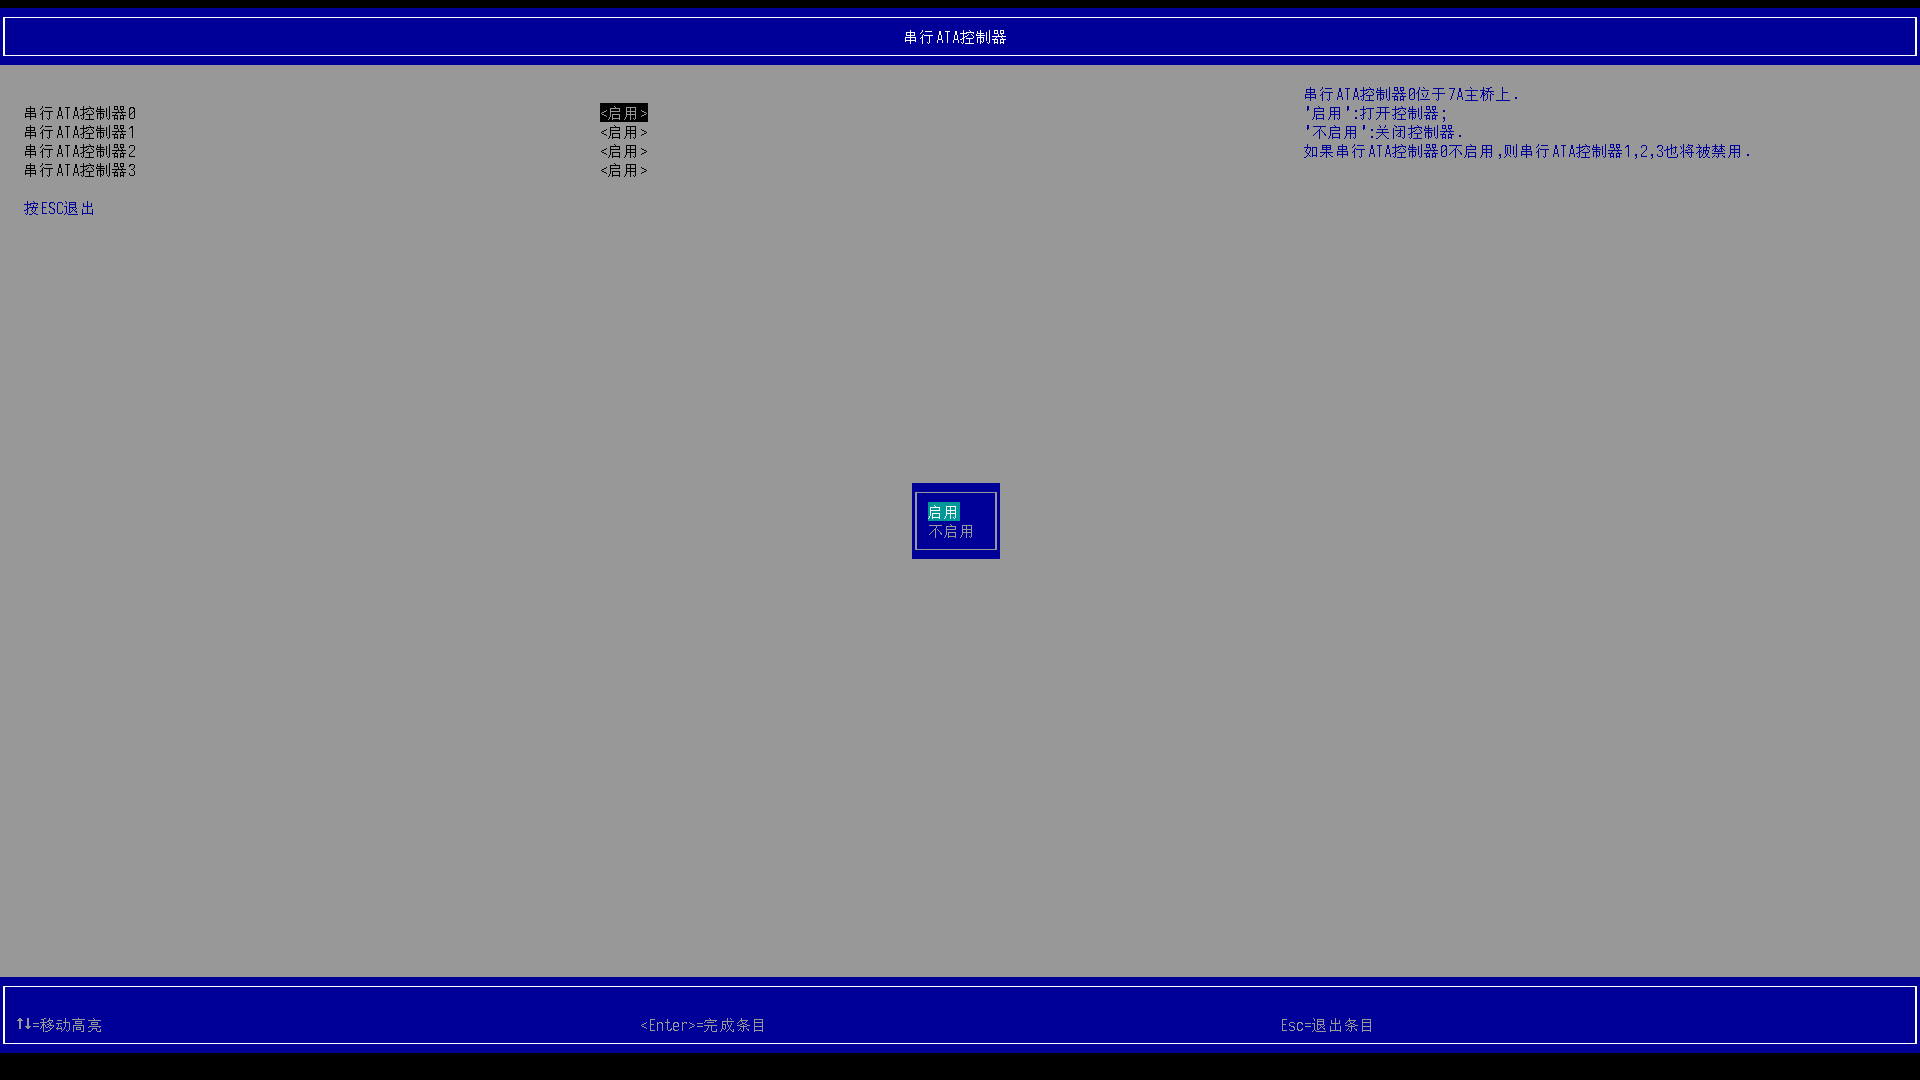 串行ATA控制器
串行ATA控制器0 <启用>
串行ATA控制器1 <启用>
串行ATA控制器2 <启用>
串行ATA控制器3 <启用>
按ESC退出
串行ATA控制器0位于7A主桥上.
'启用':打开控制器;
'不启用':关闭控制器.
如果串行ATA控制器0不启用,则串行ATA控制器1,2,3也将被禁用.
启用
不启用
↑↓=移动高亮 <Enter>=完成条目 Esc=退出条目